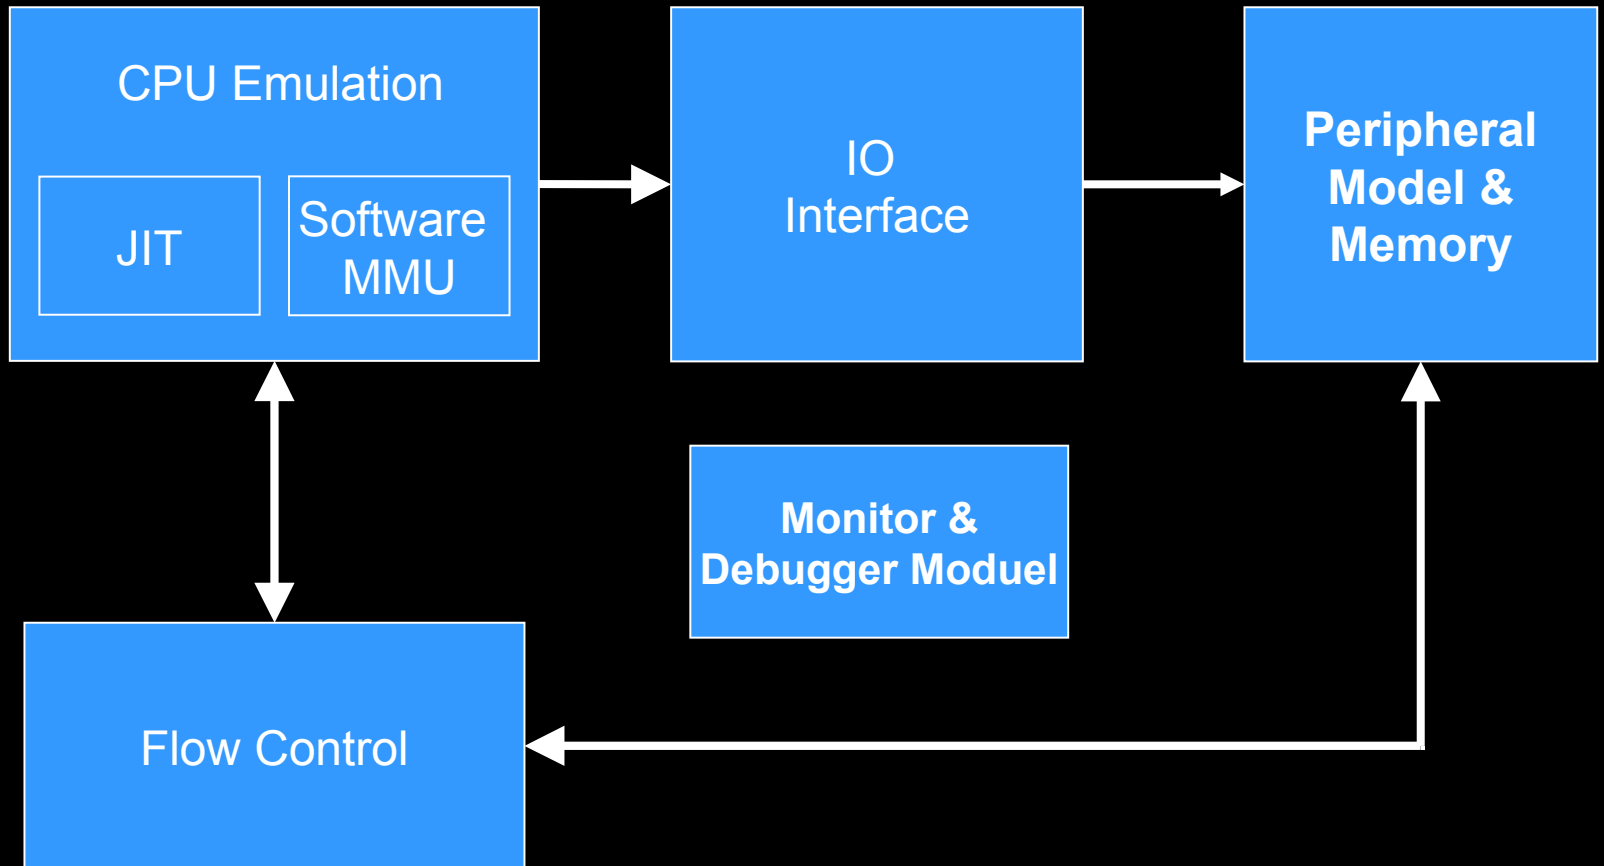 CPU Emulation
JIT
Software
MMU
IO
Interface
Peripheral
Model &
Memory
Monitor &
Debugger Moduel
Flow Control